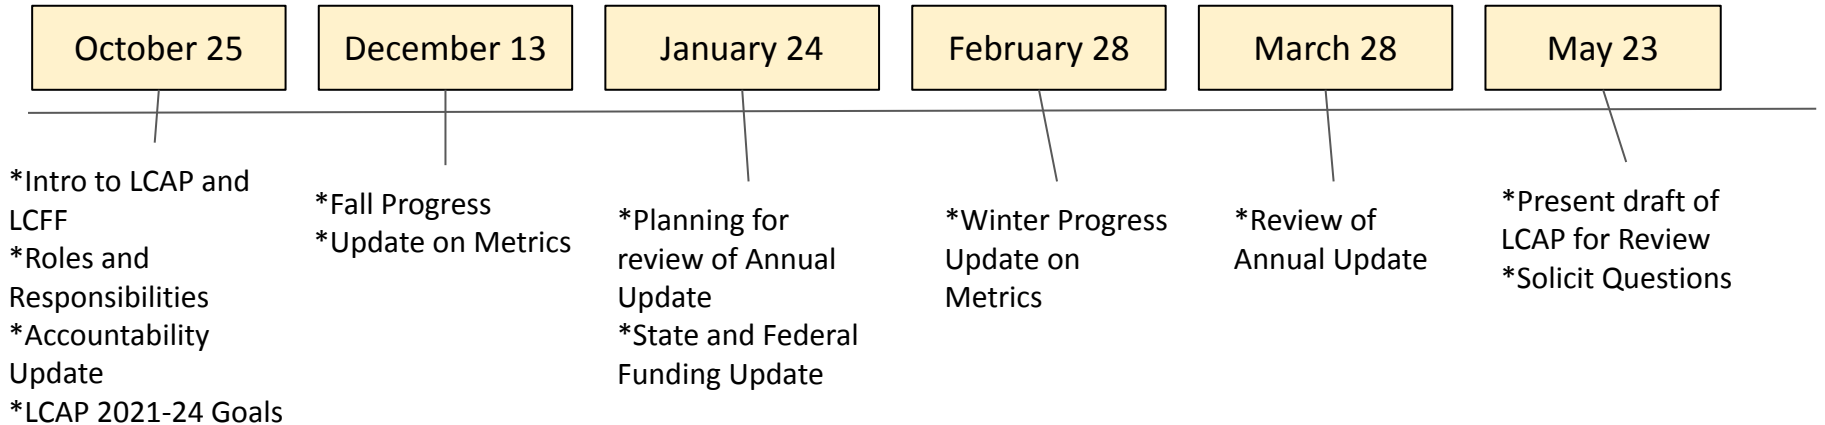 October 25
December 13
January 24
February 28
March 28
May 23
*Intro to LCAP and
LCFF
*Roles and
Responsibilities
*Accountability
Update
*LCAP 2021-24 Goals
*Fall Progress
*Update on Metrics
*Planning for
review of Annual
Update
*State and Federal
Funding Update
*Winter Progress
Update on
Metrics
*Review of
Annual Update
*Present draft of
LCAP for Review
*Solicit Questions